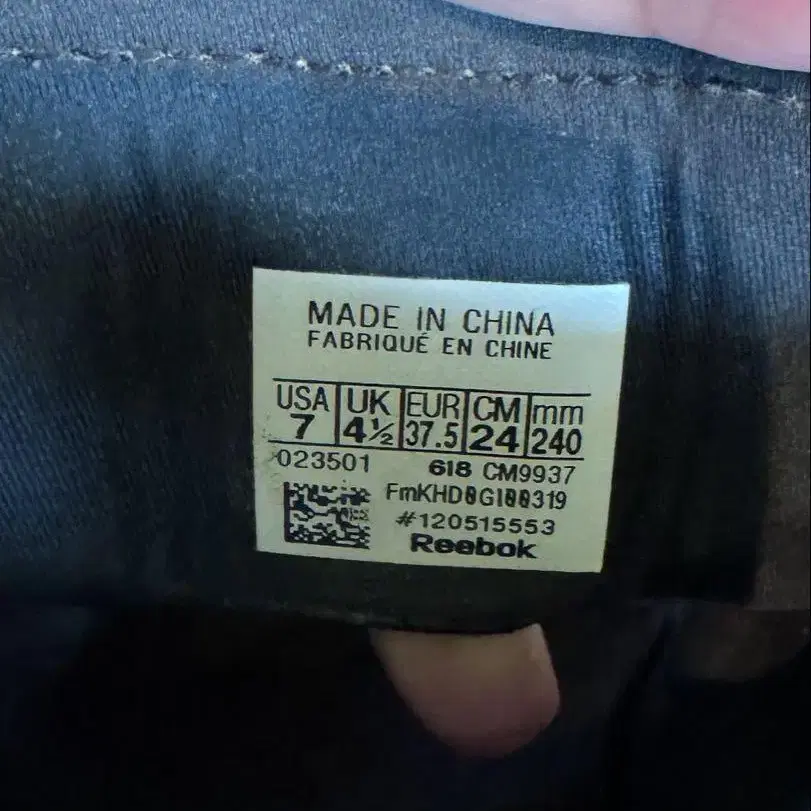 MADE IN CHINA
FABRIQUÉ EN CHINE
USA UK EUR CM mm
7 4½ 37.5 24 240
023501 618 CM9937
FmKHD0GI00319
#120515553
Reebok